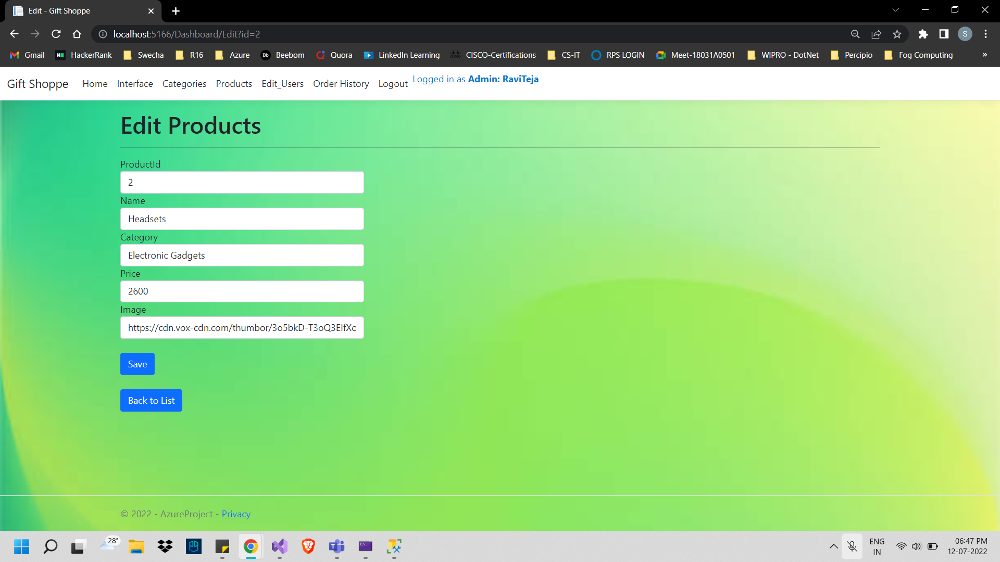 Edit - Gift Shoppe
localhost:5166/Dashboard/Edit?id=2
S
Gmail HackerRank Swecha R16 Azure Beebom Quora LinkedIn Learning CISCO-Certifications CS-IT RPS LOGIN Meet-18031A0501 WIPRO - DotNet Percipio Fog Computing »
Gift Shoppe Home Interface Categories Products Edit_Users Order History Logout Logged in as Admin: RaviTeja
Edit Products
ProductId
2
Name
Headsets
Category
Electronic Gadgets
Price
2600
Image
https://cdn.vox-cdn.com/thumbor/3o5bkD-T3oQ3EIfXo
Save
Back to List
© 2022 - AzureProject - Privacy
28°
ENG
IN
06:47 PM
12-07-2022